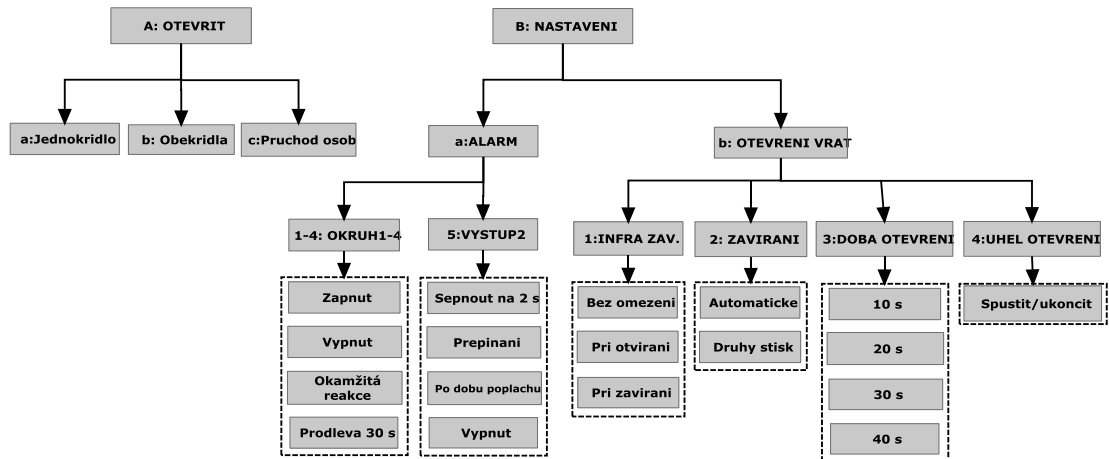 A: OTEVRIT
B: NASTAVENI
a:Jednokridlo
b: Obekridla
c:Pruchod osob
a:ALARM
b: OTEVRENI VRAT
1-4: OKRUH1-4
5:VYSTUP2
1:INFRA ZAV.
2: ZAVIRANI
3:DOBA OTEVRENI
4:UHEL OTEVRENI
Zapnut
Vypnut
Okamžitá
reakce
Prodleva 30 s
Sepnout na 2 s
Prepinani
Po dobu poplachu
Vypnut
Bez omezeni
Pri otvirani
Pri zavirani
Automaticke
Druhy stisk
10 s
20 s
30 s
40 s
Spustit/ukoncit